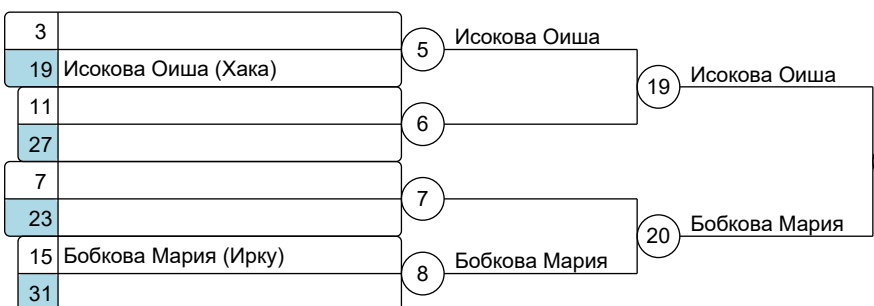 3
5 Исокова Оиша
19 Исокова Оиша (Хака)
19 Исокова Оиша
11
6
27
7
7
23
20 Бобкова Мария
15 Бобкова Мария (Ирку)
8 Бобкова Мария
31